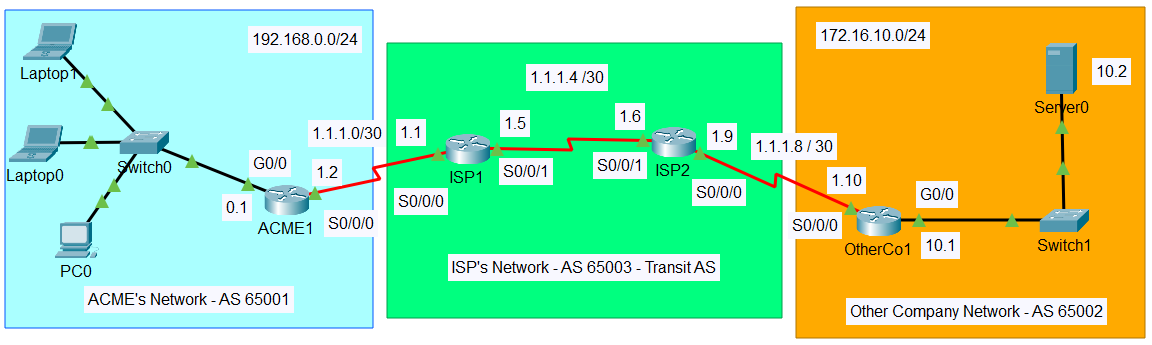 192.168.0.0/24
Laptop1
Laptop0
Switch0
PC0
G0/0
0.1
ACME1
1.2
S0/0/0
1.1.1.0/30
ACME's Network - AS 65001
1.1.1.4 /30
1.1
ISP1
1.5
S0/0/0
S0/0/1
1.6
S0/0/1
ISP2
1.9
S0/0/0
1.1.1.8 / 30
ISP's Network - AS 65003 - Transit AS
172.16.10.0/24
10.2
Server0
1.10
S0/0/0
OtherCo1
G0/0
10.1
Switch1
Other Company Network - AS 65002